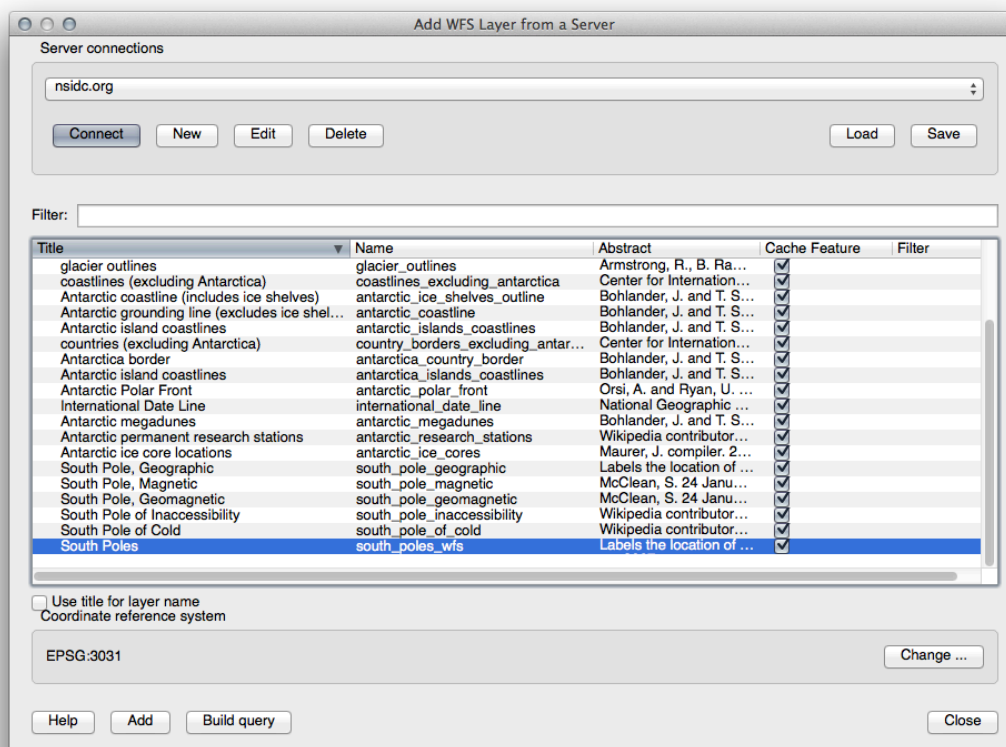 Add WFS Layer from a Server
Server connections
nsidc.org
Connect New Edit Delete Load Save
Filter:
Title Name Abstract Cache Feature Filter
glacier outlines glacier_outlines Armstrong, R., B. Ra...
coastlines (excluding Antarctica) coastlines_excluding_antarctica Center for Internation...
Antarctic coastline (includes ice shelves) antarctic_ice_shelves_outline Bohlander, J. and T. S...
Antarctic grounding line (excludes ice shel... antarctic_coastline Bohlander, J. and T. S...
Antarctic island coastlines antarctic_islands_coastlines Bohlander, J. and T. S...
countries (excluding Antarctica) country_borders_excluding_antar... Center for Internation...
Antarctica border antarctica_country_border Bohlander, J. and T. S...
Antarctic island coastlines antarctica_islands_coastlines Bohlander, J. and T. S...
Antarctic Polar Front antarctic_polar_front Orsi, A. and Ryan, U. ...
International Date Line international_date_line National Geographic ...
Antarctic megadunes antarctic_megadunes Bohlander, J. and T. S...
Antarctic permanent research stations antarctic_research_stations Wikipedia contributor...
Antarctic ice core locations antarctic_ice_cores Maurer, J. compiler. 2...
South Pole, Geographic south_pole_geographic Labels the location of ...
South Pole, Magnetic south_pole_magnetic McClean, S. 24 Janu...
South Pole, Geomagnetic south_pole_geomagnetic McClean, S. 24 Janu...
South Pole of Inaccessibility south_pole_inaccessibility Wikipedia contributor...
South Pole of Cold south_pole_of_cold Wikipedia contributor...
South Poles south_poles_wfs Labels the location of ...
Use title for layer name
Coordinate reference system
EPSG:3031 Change ...
Help Add Build query Close